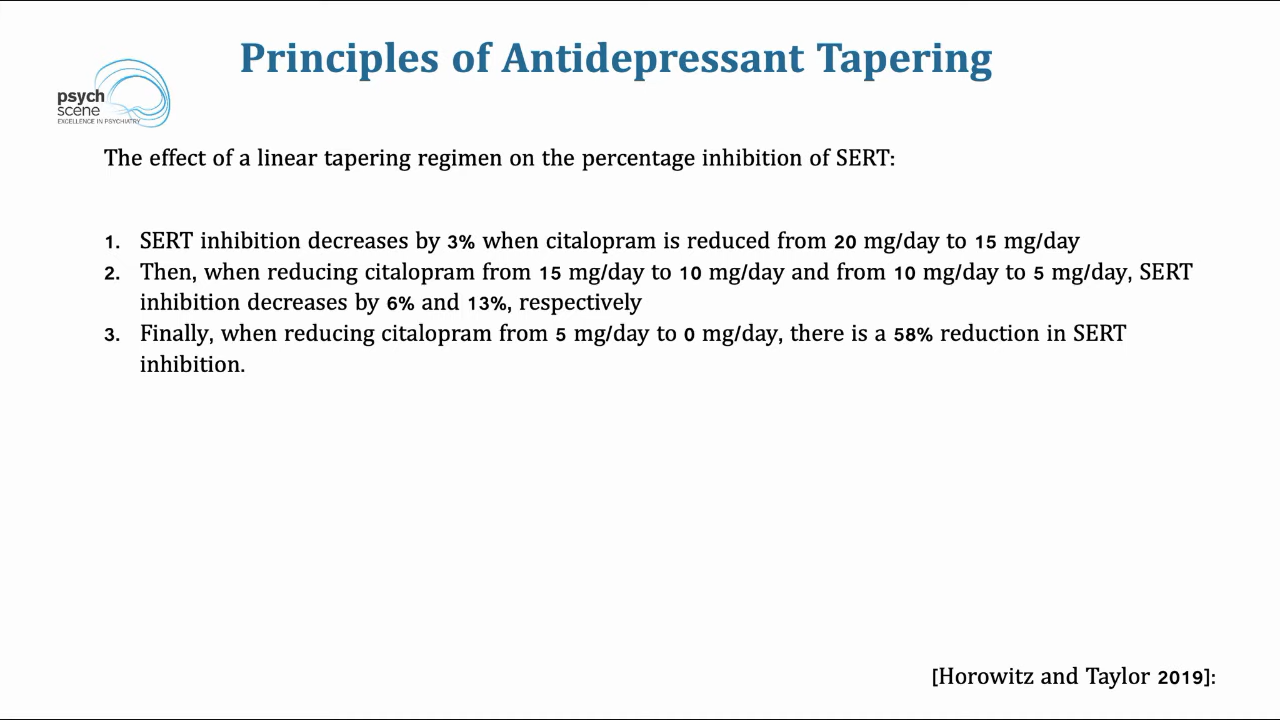 Principles of Antidepressant Tapering
psych
scene
EXCELLENCE IN PSYCHIATRY
The effect of a linear tapering regimen on the percentage inhibition of SERT:
1. SERT inhibition decreases by 3% when citalopram is reduced from 20 mg/day to 15 mg/day
2. Then, when reducing citalopram from 15 mg/day to 10 mg/day and from 10 mg/day to 5 mg/day, SERT
inhibition decreases by 6% and 13%, respectively
3. Finally, when reducing citalopram from 5 mg/day to 0 mg/day, there is a 58% reduction in SERT
inhibition.
[Horowitz and Taylor 2019]: